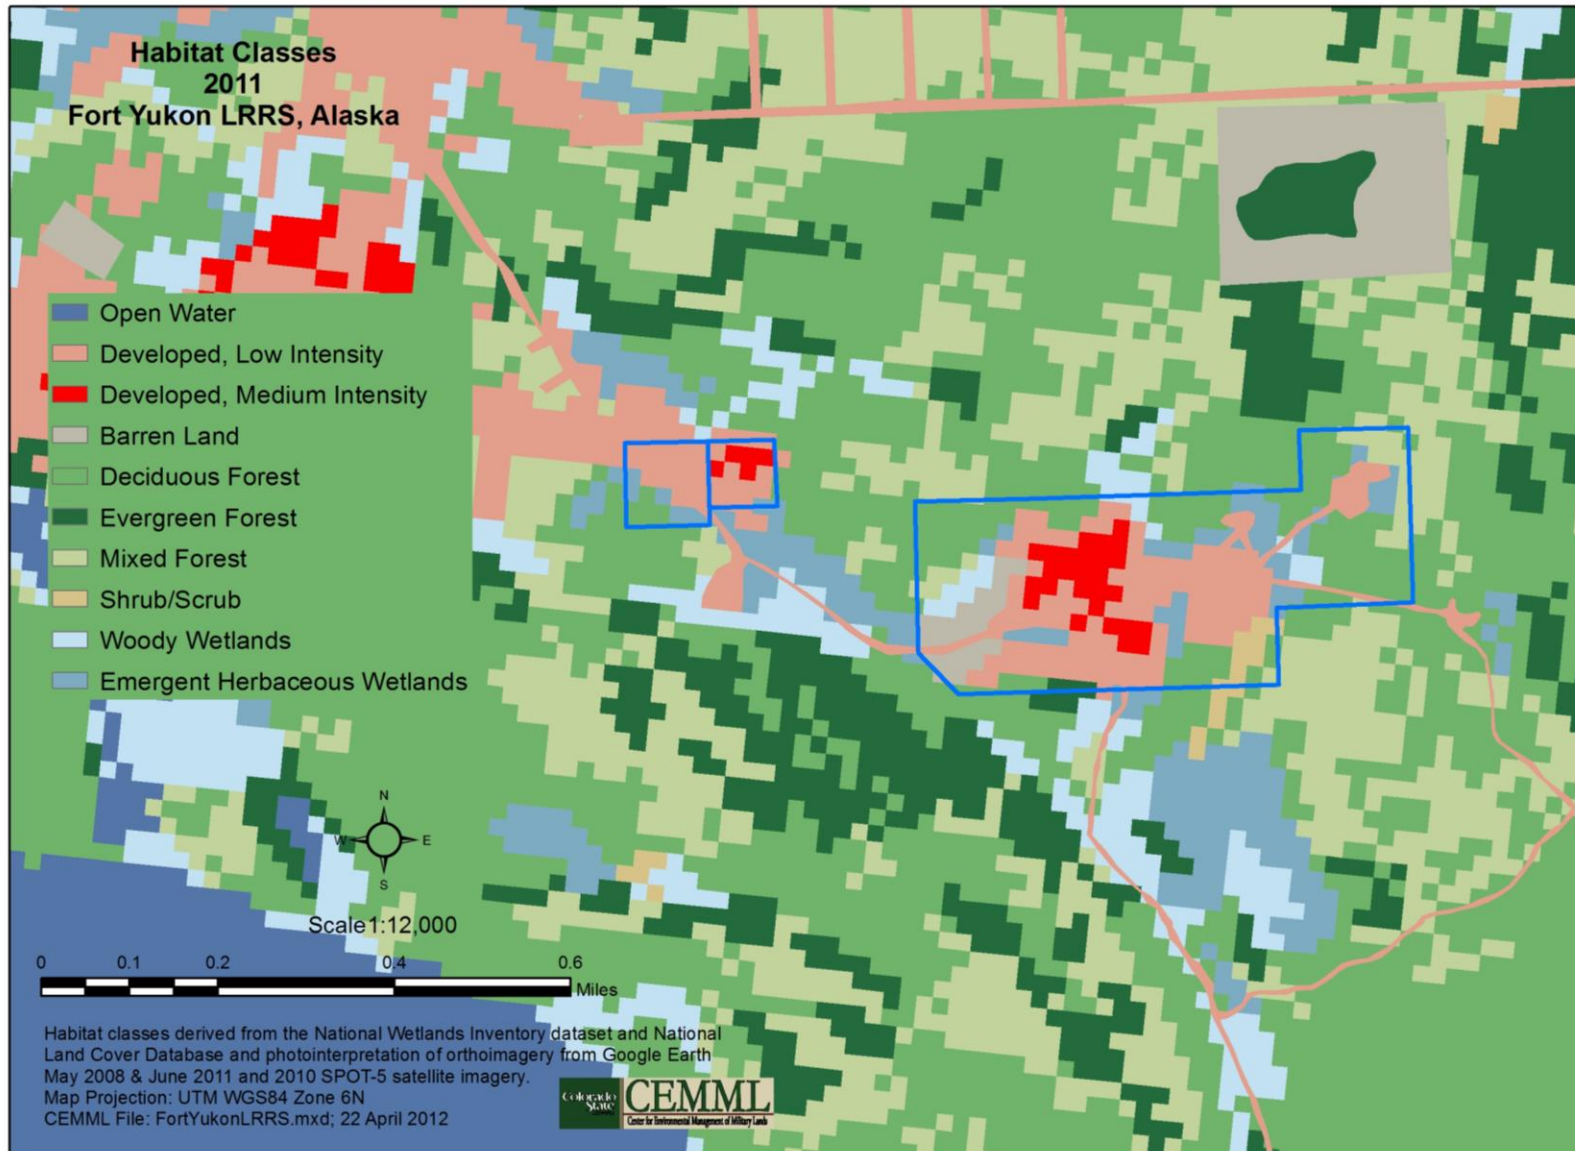 Habitat Classes
2011
Fort Yukon LRRS, Alaska
Open Water
Developed, Low Intensity
Developed, Medium Intensity
Barren Land
Deciduous Forest
Evergreen Forest
Mixed Forest
Shrub/Scrub
Woody Wetlands
Emergent Herbaceous Wetlands
N
W E
S
Scale1:12,000
0 0.1 0.2 0.4 0.6
Miles
Habitat classes derived from the National Wetlands Inventory dataset and National
Land Cover Database and photointerpretation of orthoimagery from Google Earth
May 2008 & June 2011 and 2010 SPOT-5 satellite imagery.
Map Projection: UTM WGS84 Zone 6N
CEMML File: FortYukonLRRS.mxd; 22 April 2012
Colorado
State
CEMML
Center for Environmental Management of Military Lands